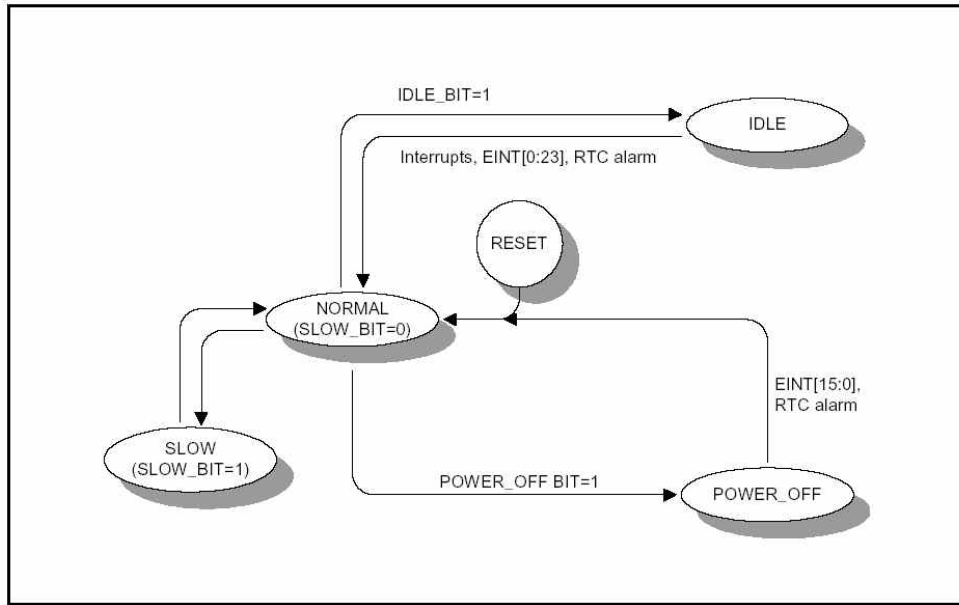 IDLE_BIT=1
IDLE
Interrupts, EINT[0:23], RTC alarm
RESET
NORMAL
(SLOW_BIT=0)
EINT[15:0],
RTC alarm
SLOW
(SLOW_BIT=1)
POWER_OFF BIT=1
POWER_OFF